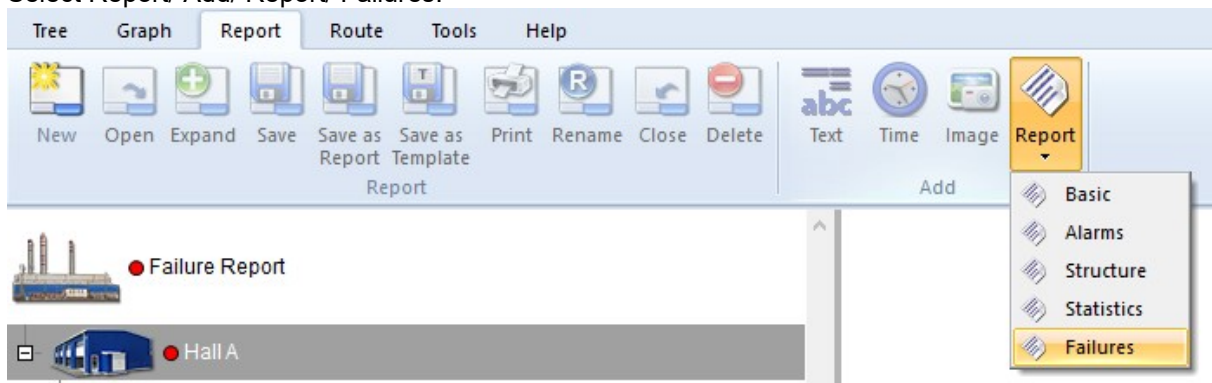 Select Report/ Add/ Report/ Failures.
Tree Graph Report Route Tools Help
New Open Expand Save Save as Report Save as Template Print Rename Close Delete Text Time Image Report
Report Add
Basic
Alarms
Structure
Statistics
Failures
Failure Report
Hall A